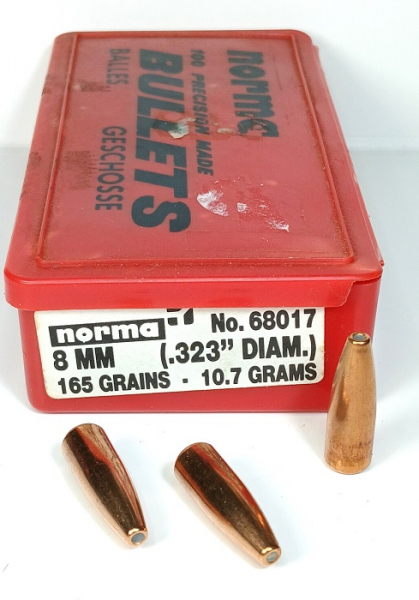 norma
100 PRECISION MADE
BULLETS
BALLES GESCHOSSE
norma No. 68017
8 MM (.323” DIAM.)
165 GRAINS - 10.7 GRAMS